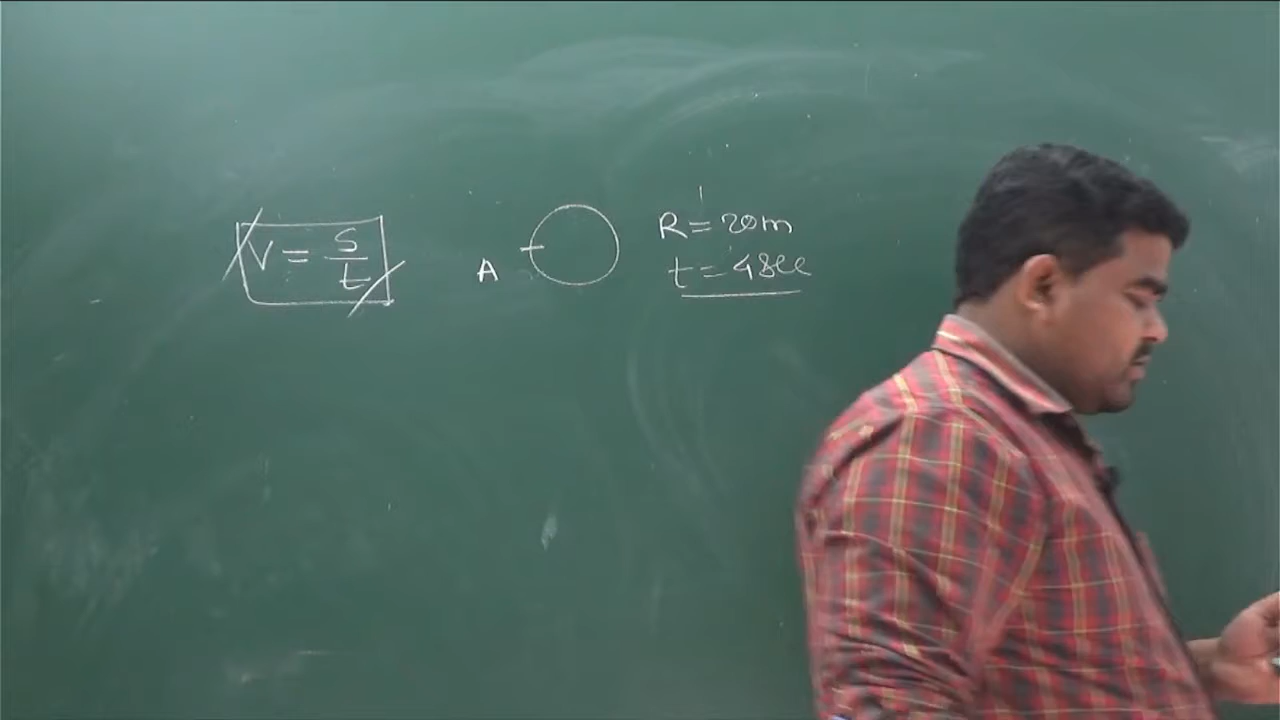 V = S/t
A
R = 20m
t = 4sec